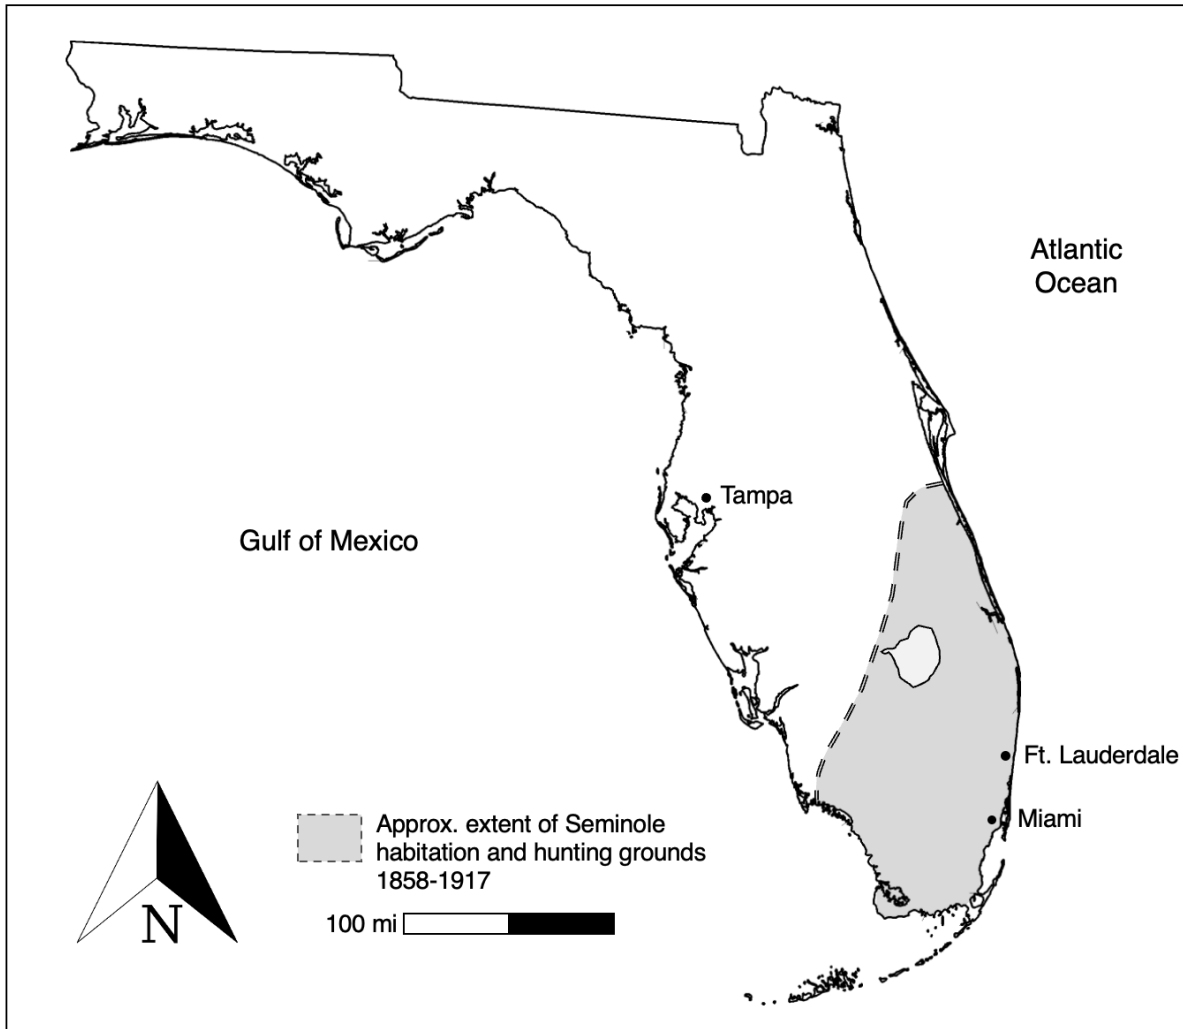 Atlantic
Ocean
Tampa
Gulf of Mexico
Ft. Lauderdale
Miami
Approx. extent of Seminole
habitation and hunting grounds
1858-1917
100 mi
N